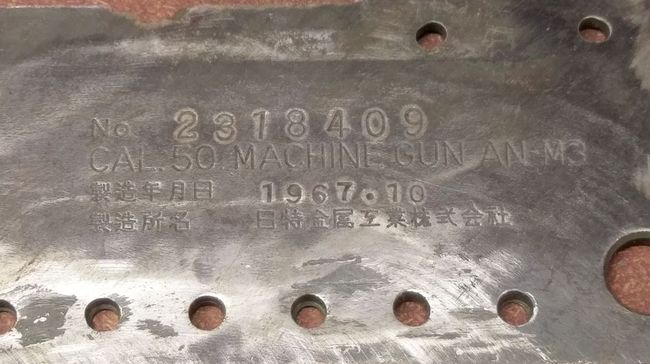 No 2318409
CAL. 50 MACHINE GUN AN-M3
製造年月日 1967.10
製造所名 日特金属工業株式会社